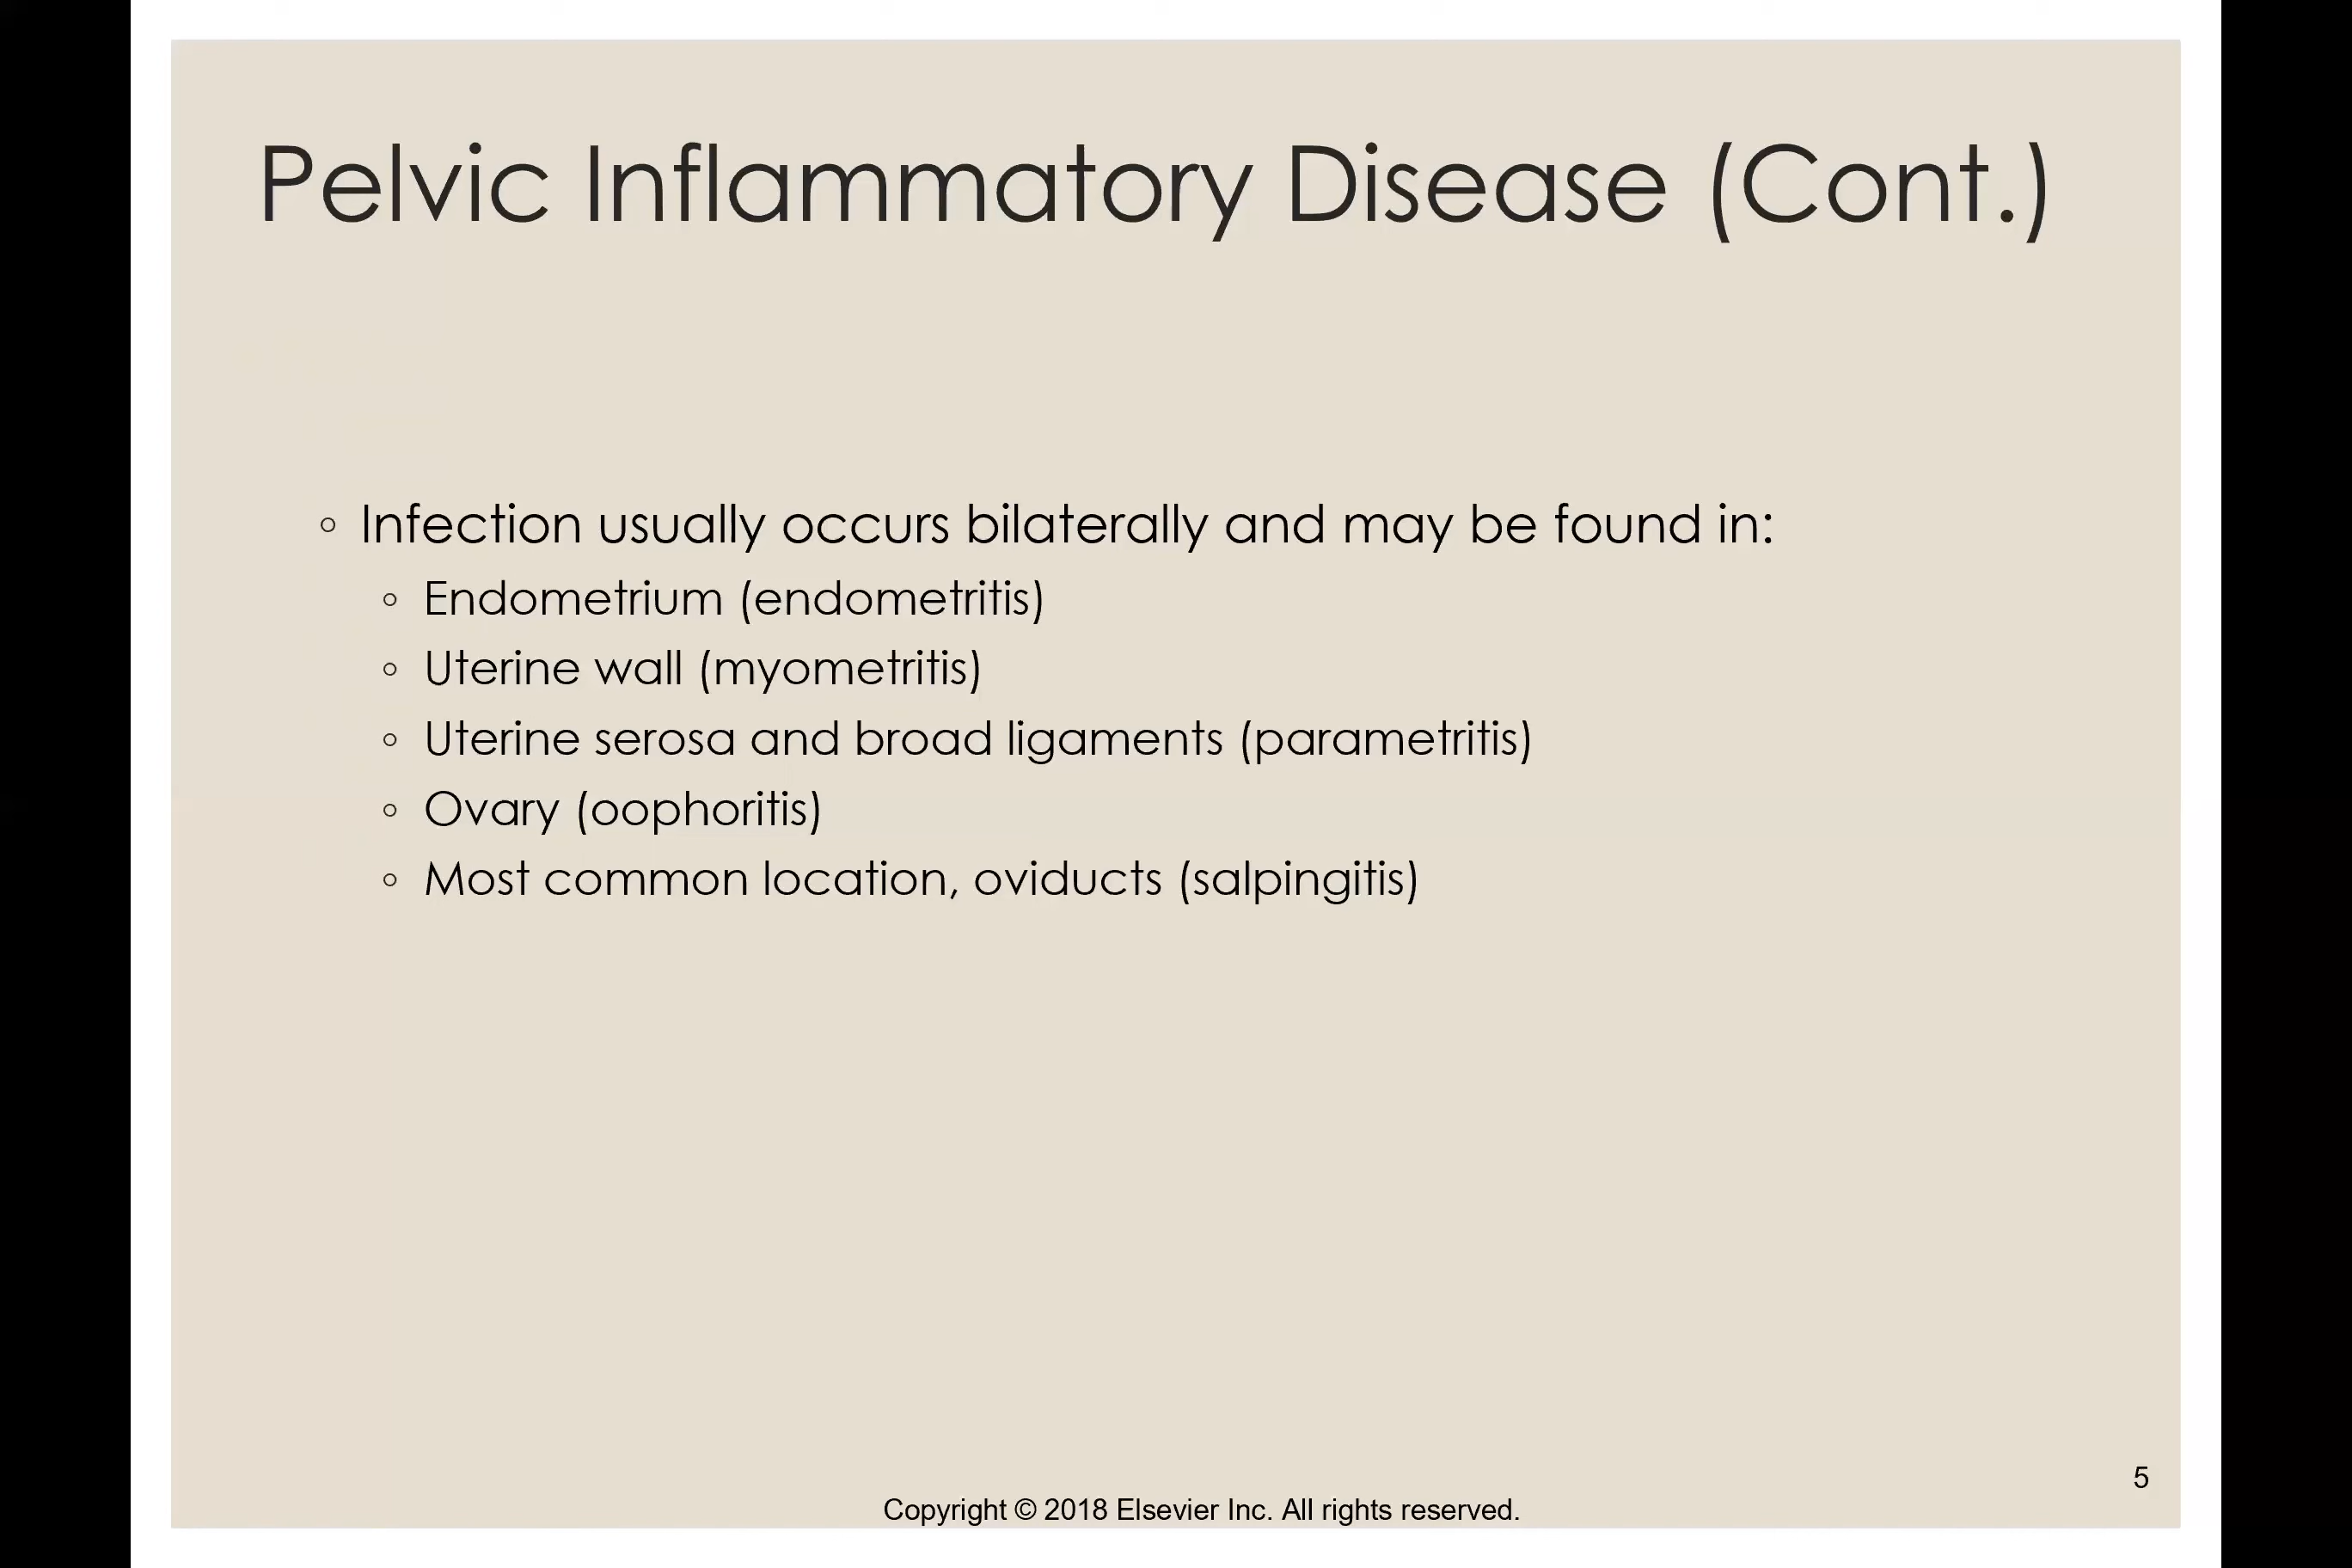 Pelvic Inflammatory Disease (Cont.)
◦ Infection usually occurs bilaterally and may be found in:
◦ Endometrium (endometritis)
◦ Uterine wall (myometritis)
◦ Uterine serosa and broad ligaments (parametritis)
◦ Ovary (oophoritis)
◦ Most common location, oviducts (salpingitis)
5
Copyright © 2018 Elsevier Inc. All rights reserved.